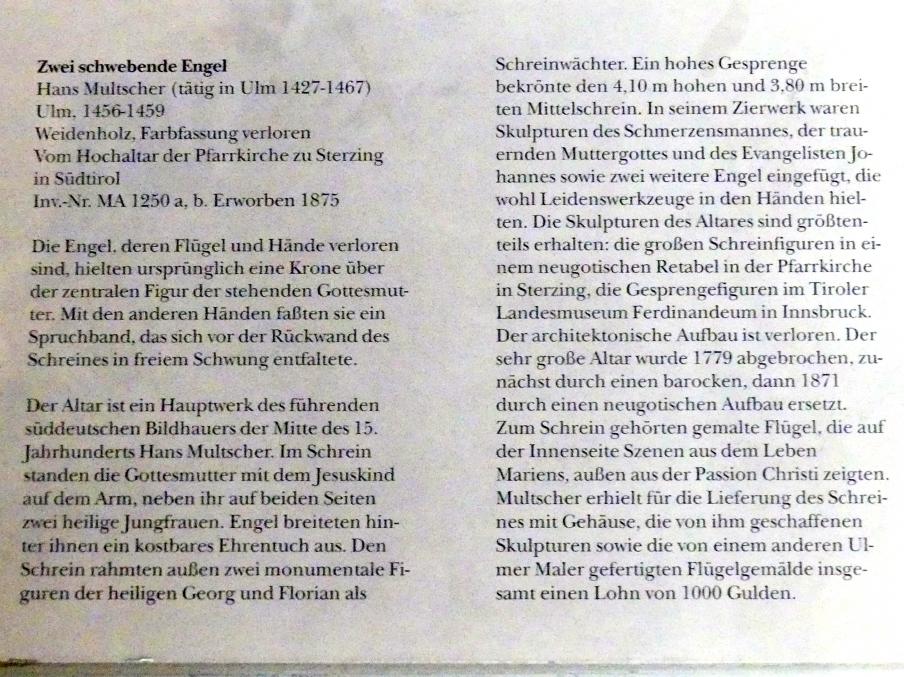 Zwei schwebende Engel
Hans Multscher (tätig in Ulm 1427-1467)
Ulm, 1456-1459
Weidenholz, Farbfassung verloren
Vom Hochaltar der Pfarrkirche zu Sterzing
in Südtirol
Inv.-Nr. MA 1250 a, b. Erworben 1875
Die Engel, deren Flügel und Hände verloren
sind, hielten ursprünglich eine Krone über
der zentralen Figur der stehenden Gottesmut-
ter. Mit den anderen Händen faßten sie ein
Spruchband, das sich vor der Rückwand des
Schreines in freiem Schwung entfaltete.
Der Altar ist ein Hauptwerk des führenden
süddeutschen Bildhauers der Mitte des 15.
Jahrhunderts Hans Multscher. Im Schrein
standen die Gottesmutter mit dem Jesuskind
auf dem Arm, neben ihr auf beiden Seiten
zwei heilige Jungfrauen. Engel breiteten hin-
ter ihnen ein kostbares Ehrentuch aus. Den
Schrein rahmten außen zwei monumentale Fi-
guren der heiligen Georg und Florian als
Schreinwächter. Ein hohes Gesprenge
bekrönte den 4,10 m hohen und 3,80 m brei-
ten Mittelschrein. In seinem Zierwerk waren
Skulpturen des Schmerzensmannes, der trau-
ernden Muttergottes und des Evangelisten Jo-
hannes sowie zwei weitere Engel eingefügt, die
wohl Leidenswerkzeuge in den Händen hiel-
ten. Die Skulpturen des Altares sind größten-
teils erhalten: die großen Schreinfiguren in ei-
nem neugotischen Retabel in der Pfarrkirche
in Sterzing, die Gesprengefiguren im Tiroler
Landesmuseum Ferdinandeum in Innsbruck.
Der architektonische Aufbau ist verloren. Der
sehr große Altar wurde 1779 abgebrochen, zu-
nächst durch einen barocken, dann 1871
durch einen neugotischen Aufbau ersetzt.
Zum Schrein gehörten gemalte Flügel, die auf
der Innenseite Szenen aus dem Leben
Mariens, außen aus der Passion Christi zeigten.
Multscher erhielt für die Lieferung des Schrei-
nes mit Gehäuse, die von ihm geschaffenen
Skulpturen sowie die von einem anderen Ul-
mer Maler gefertigten Flügelgemälde insge-
samt einen Lohn von 1000 Gulden.